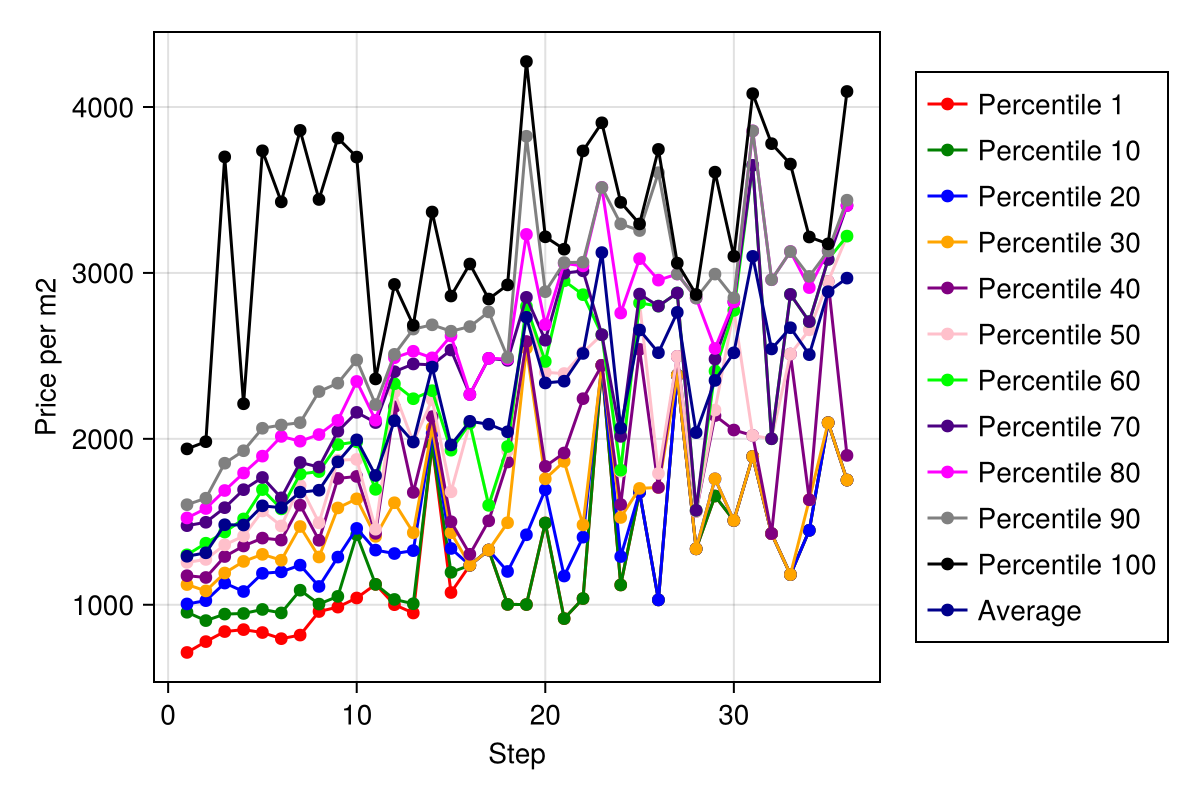 4000
3000
2000
1000
Price per m2
0
10
20
30
Step
Percentile 1
Percentile 10
Percentile 20
Percentile 30
Percentile 40
Percentile 50
Percentile 60
Percentile 70
Percentile 80
Percentile 90
Percentile 100
Average